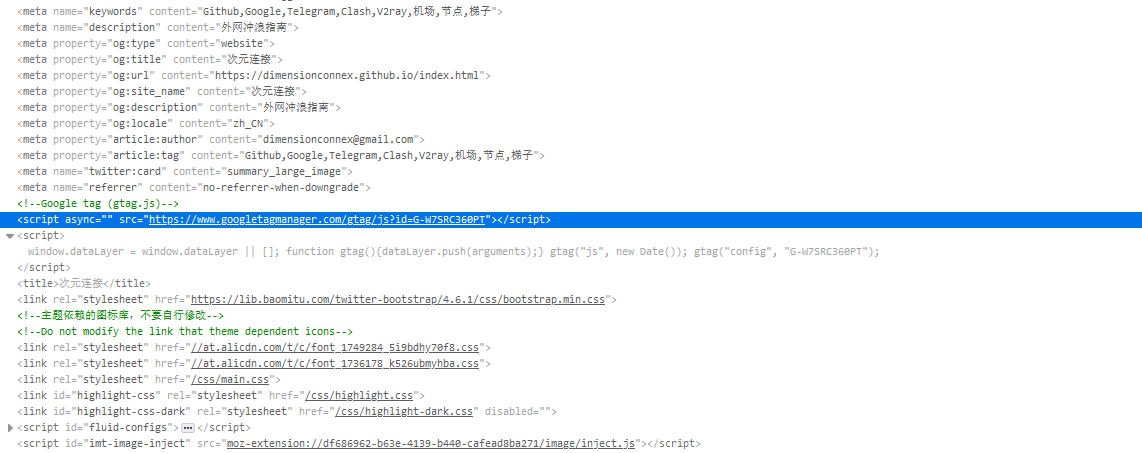 <meta name="keywords" content="Github,Google,Telegram,Clash,V2ray,机场,节点,梯子">
<meta name="description" content="外网冲浪指南">
<meta property="og:type" content="website">
<meta property="og:title" content="次元连接">
<meta property="og:url" content="https://dimensionconnex.github.io/index.html">
<meta property="og:site_name" content="次元连接">
<meta property="og:description" content="外网冲浪指南">
<meta property="og:locale" content="zh_CN">
<meta property="article:author" content="dimensionconnex@gmail.com">
<meta property="article:tag" content="Github,Google,Telegram,Clash,V2ray,机场,节点,梯子">
<meta name="twitter:card" content="summary_large_image">
<meta name="referrer" content="no-referrer-when-downgrade">
<!--Google tag (gtag.js)-->
<script async="" src="https://www.googletagmanager.com/gtag/js?id=G-W7SRC360PT"></script>
<script>
window.dataLayer = window.dataLayer || []; function gtag(){dataLayer.push(arguments);} gtag("js", new Date()); gtag("config", "G-W7SRC360PT");
</script>
<title>次元连接</title>
<link rel="stylesheet" href="https://lib.baomitu.com/twitter-bootstrap/4.6.1/css/bootstrap.min.css">
<!--主题依赖的图标库，不要自行修改-->
<!--Do not modify the link that theme dependent icons-->
<link rel="stylesheet" href="//at.alicdn.com/t/c/font_1749284_5i9bdhy70f8.css">
<link rel="stylesheet" href="//at.alicdn.com/t/c/font_1736178_k526ubmyhba.css">
<link rel="stylesheet" href="/css/main.css">
<link id="highlight-css" rel="stylesheet" href="/css/highlight.css">
<link id="highlight-css-dark" rel="stylesheet" href="/css/highlight-dark.css" disabled="">
<script id="fluid-configs">…</script>
<script id="imt-image-inject" src="moz-extension://df686962-b63e-4139-b440-cafead8ba271/image/inject.js"></script>